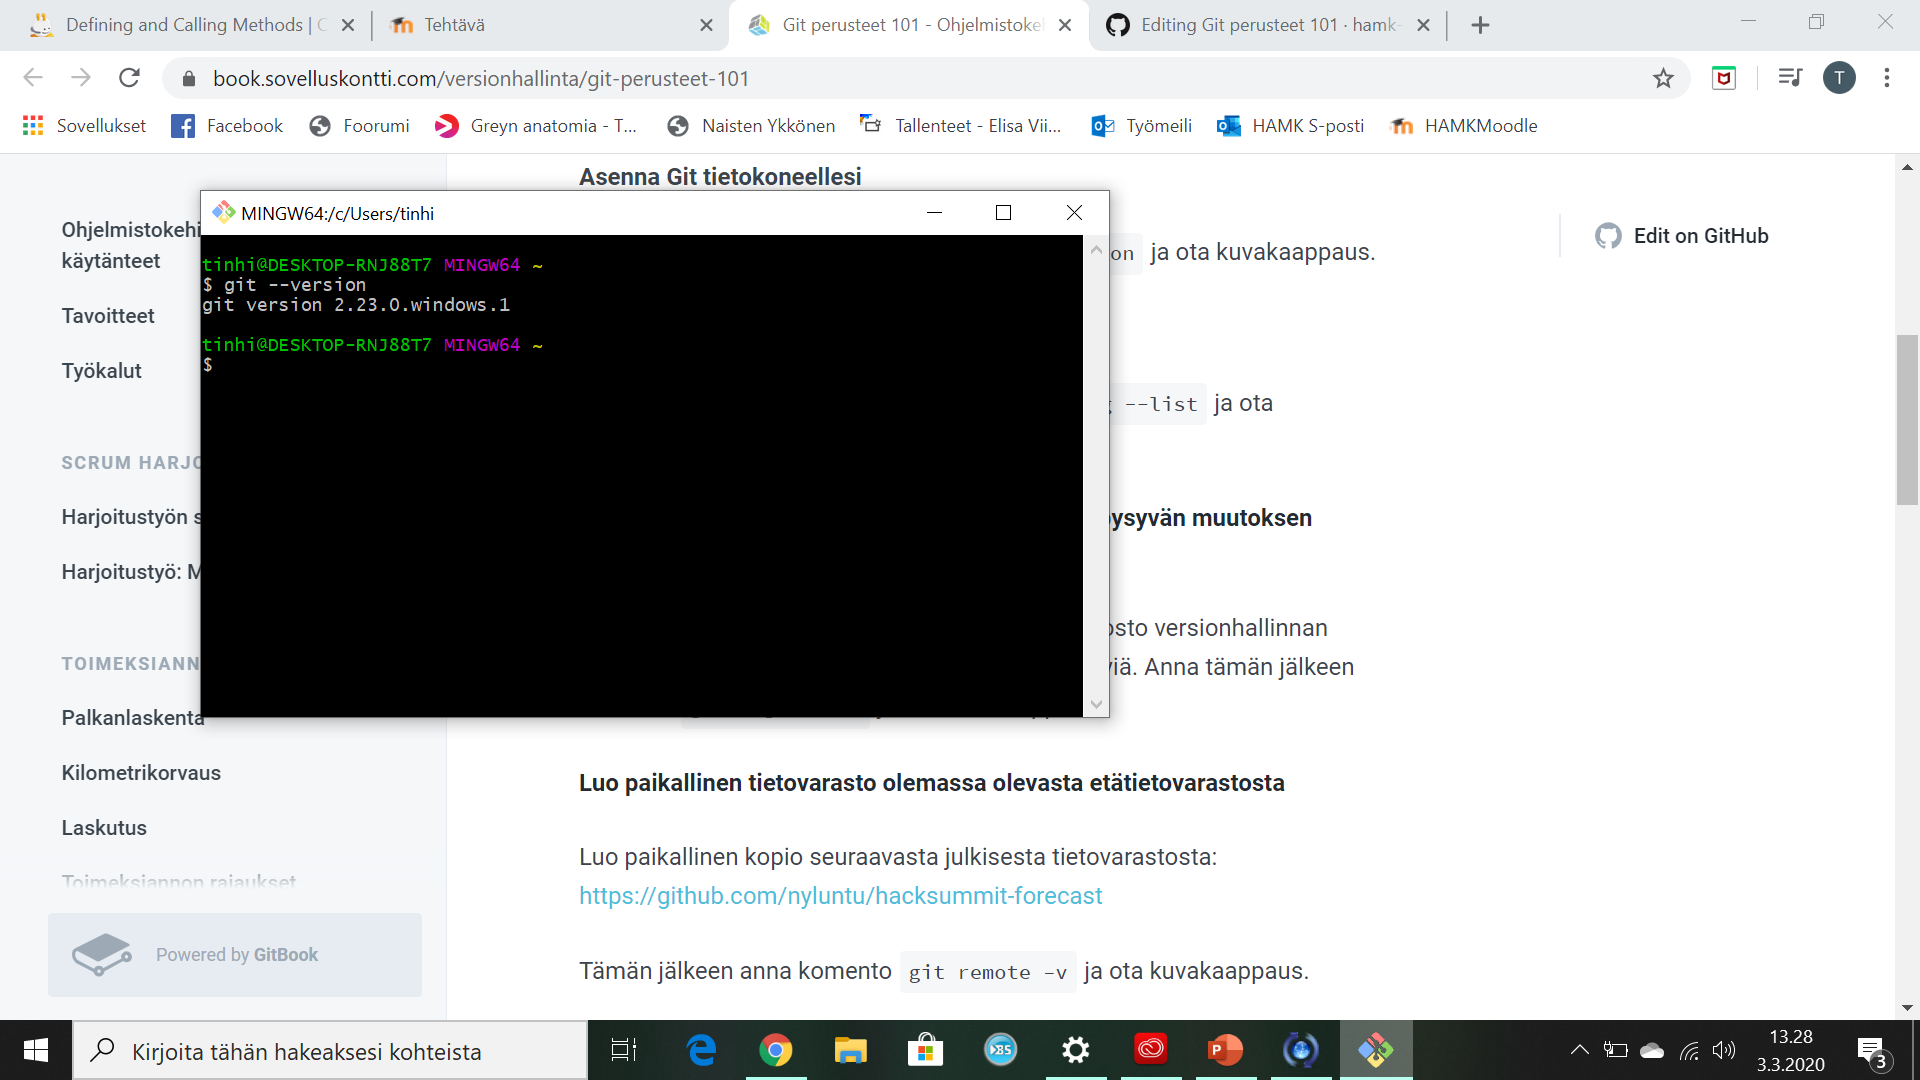 Defining and Calling Methods | C
Tehtävä
Git perusteet 101 - Ohjelmistokeh
Editing Git perusteet 101 · hamk-
book.sovelluskontti.com/versionhallinta/git-perusteet-101
T
Sovellukset
Facebook
Foorumi
Greyn anatomia - T...
Naisten Ykkönen
Tallenteet - Elisa Vii...
Työmeili
HAMK S-posti
HAMKMoodle
Ohjelmistokehi
käytänteet
Tavoitteet
Työkalut
SCRUM HARJO
Harjoitustyön s
Harjoitustyö: M
TOIMEKSIANN
Palkanlaskenta
Kilometrikorvaus
Laskutus
Toimeksiannon rajaukset
Powered by GitBook
MINGW64:/c/Users/tinhi
tinhi@DESKTOP-RNJ88T7 MINGW64 ~
$ git --version
git version 2.23.0.windows.1
tinhi@DESKTOP-RNJ88T7 MINGW64 ~
$
Asenna Git tietokoneellesi
on ja ota kuvakaappaus.
--list ja ota
ysyvän muutoksen
osto versionhallinnan
viä. Anna tämän jälkeen
Luo paikallinen tietovarasto olemassa olevasta etätietovarastosta
Luo paikallinen kopio seuraavasta julkisesta tietovarastosta:
https://github.com/nyluntu/hacksummit-forecast
Tämän jälkeen anna komento git remote -v ja ota kuvakaappaus.
Edit on GitHub
Kirjoita tähän hakeaksesi kohteista
13.28
3.3.2020
3